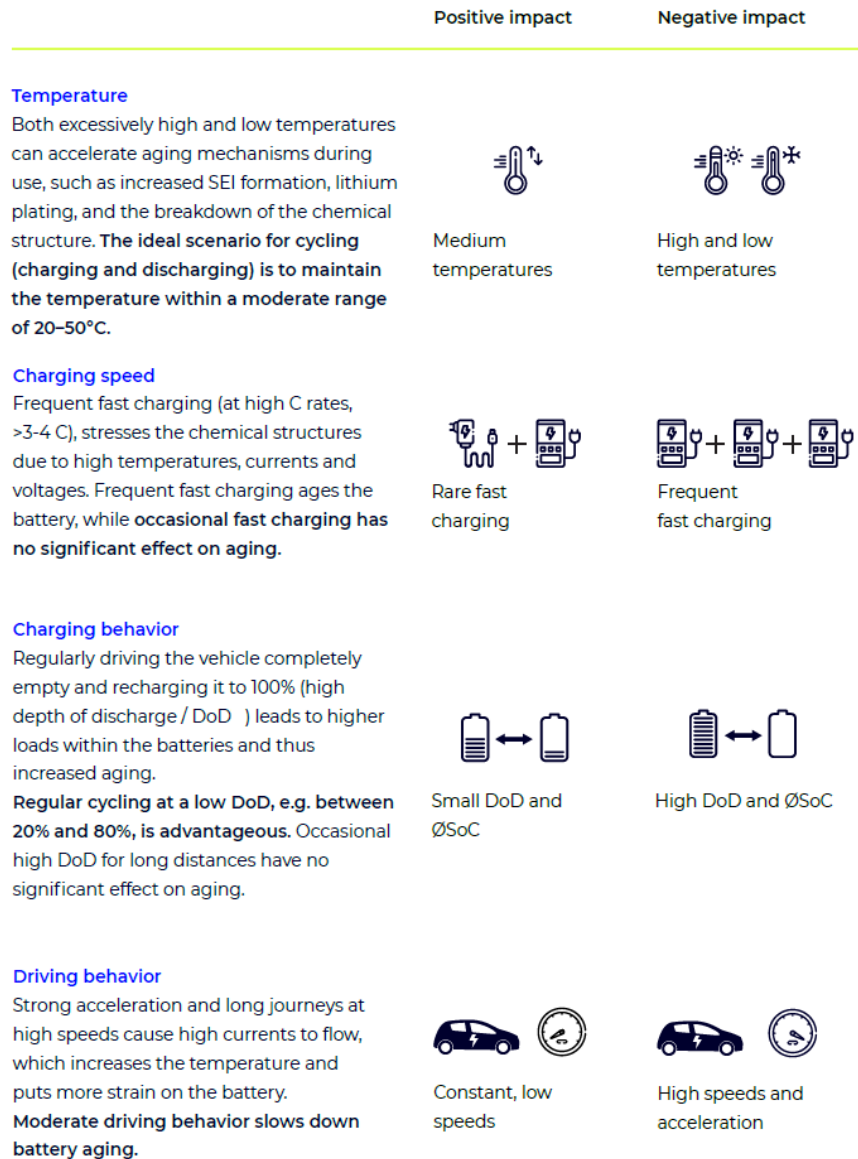 Positive impact
Negative impact
Temperature
Both excessively high and low temperatures
can accelerate aging mechanisms during
use, such as increased SEI formation, lithium
plating, and the breakdown of the chemical
structure. The ideal scenario for cycling
(charging and discharging) is to maintain
the temperature within a moderate range
of 20–50°C.
Medium
temperatures
High and low
temperatures
Charging speed
Frequent fast charging (at high C rates,
>3-4 C), stresses the chemical structures
due to high temperatures, currents and
voltages. Frequent fast charging ages the
battery, while occasional fast charging has
no significant effect on aging.
Rare fast
charging
Frequent
fast charging
Charging behavior
Regularly driving the vehicle completely
empty and recharging it to 100% (high
depth of discharge / DoD ) leads to higher
loads within the batteries and thus
increased aging.
Regular cycling at a low DoD, e.g. between
20% and 80%, is advantageous. Occasional
high DoD for long distances have no
significant effect on aging.
Small DoD and
ØSoC
High DoD and ØSoC
Driving behavior
Strong acceleration and long journeys at
high speeds cause high currents to flow,
which increases the temperature and
puts more strain on the battery.
Moderate driving behavior slows down
battery aging.
Constant, low
speeds
High speeds and
acceleration